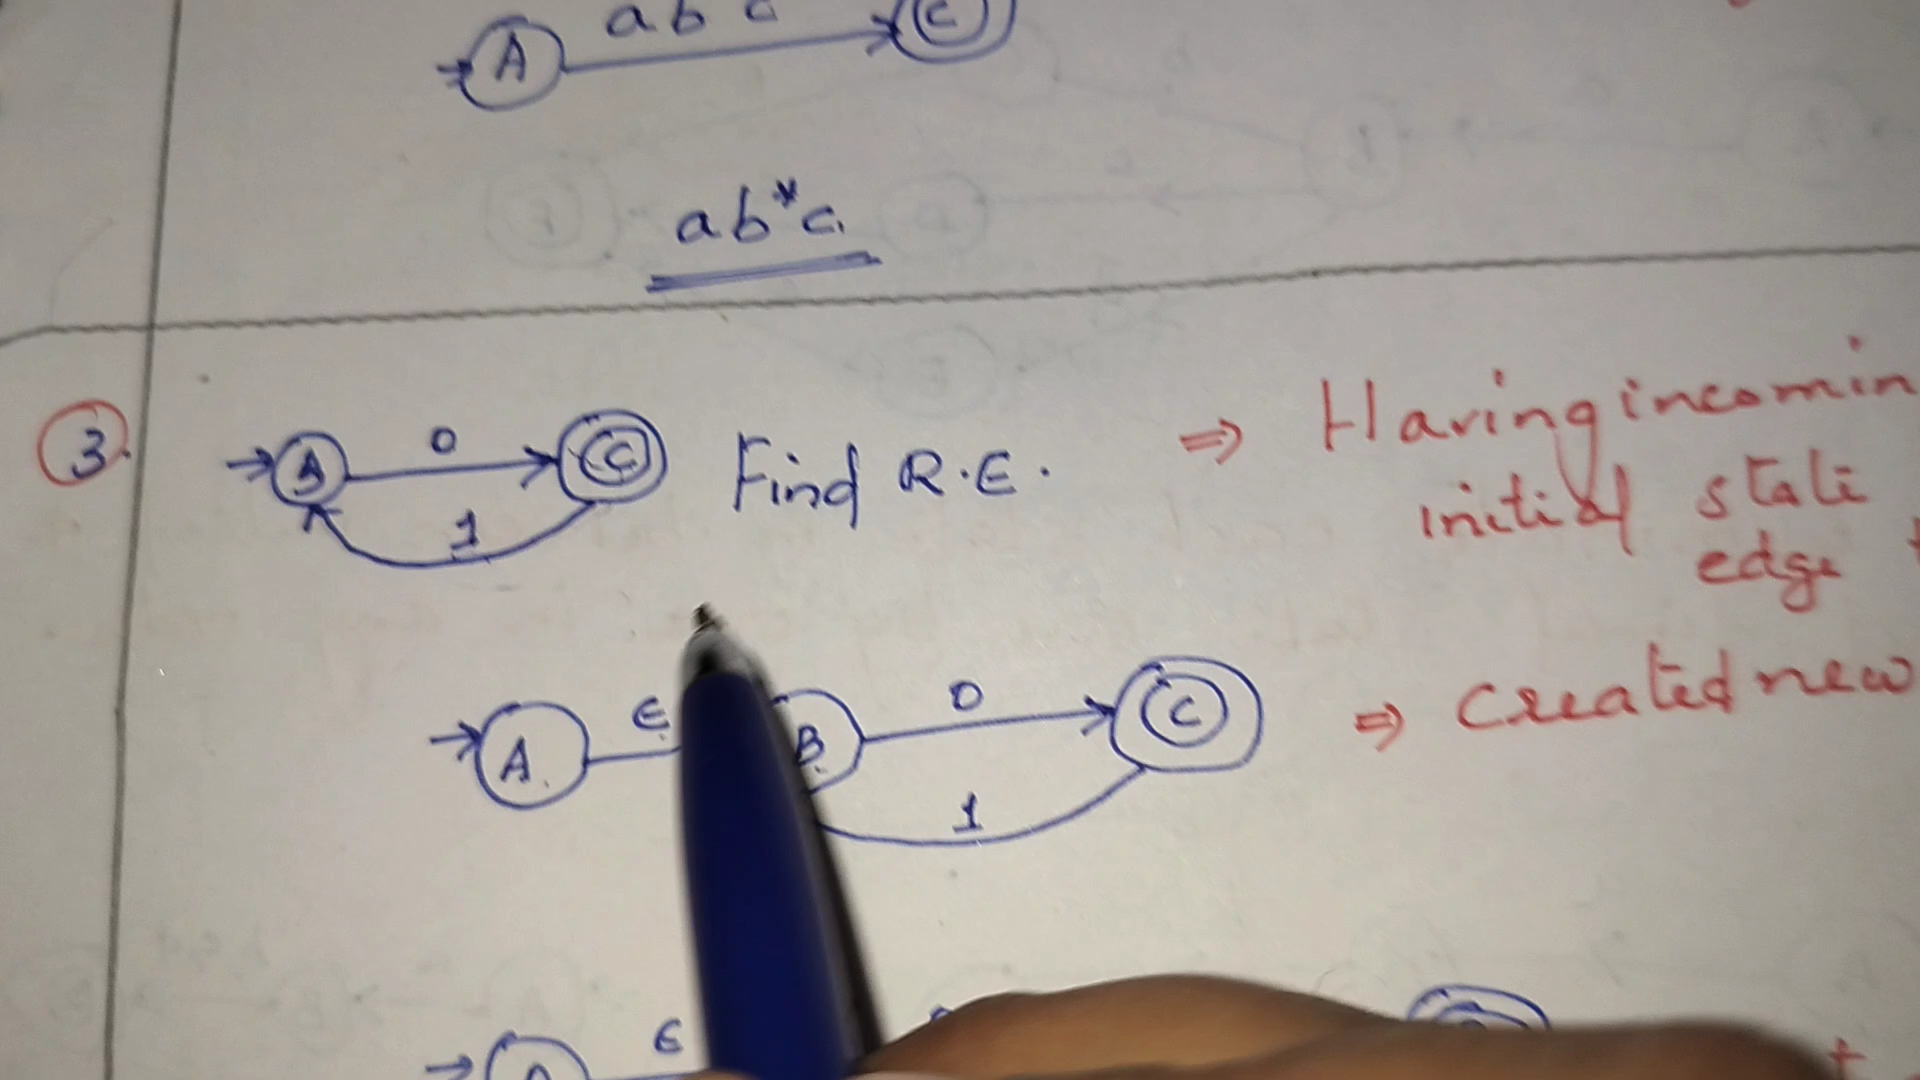 a b c
A C
ab*c.
3. B 0 C Find R.E. ⇒ Having incomin
1 initial state
edge
A ϵ B 0 C ⇒ created new
1
ϵ